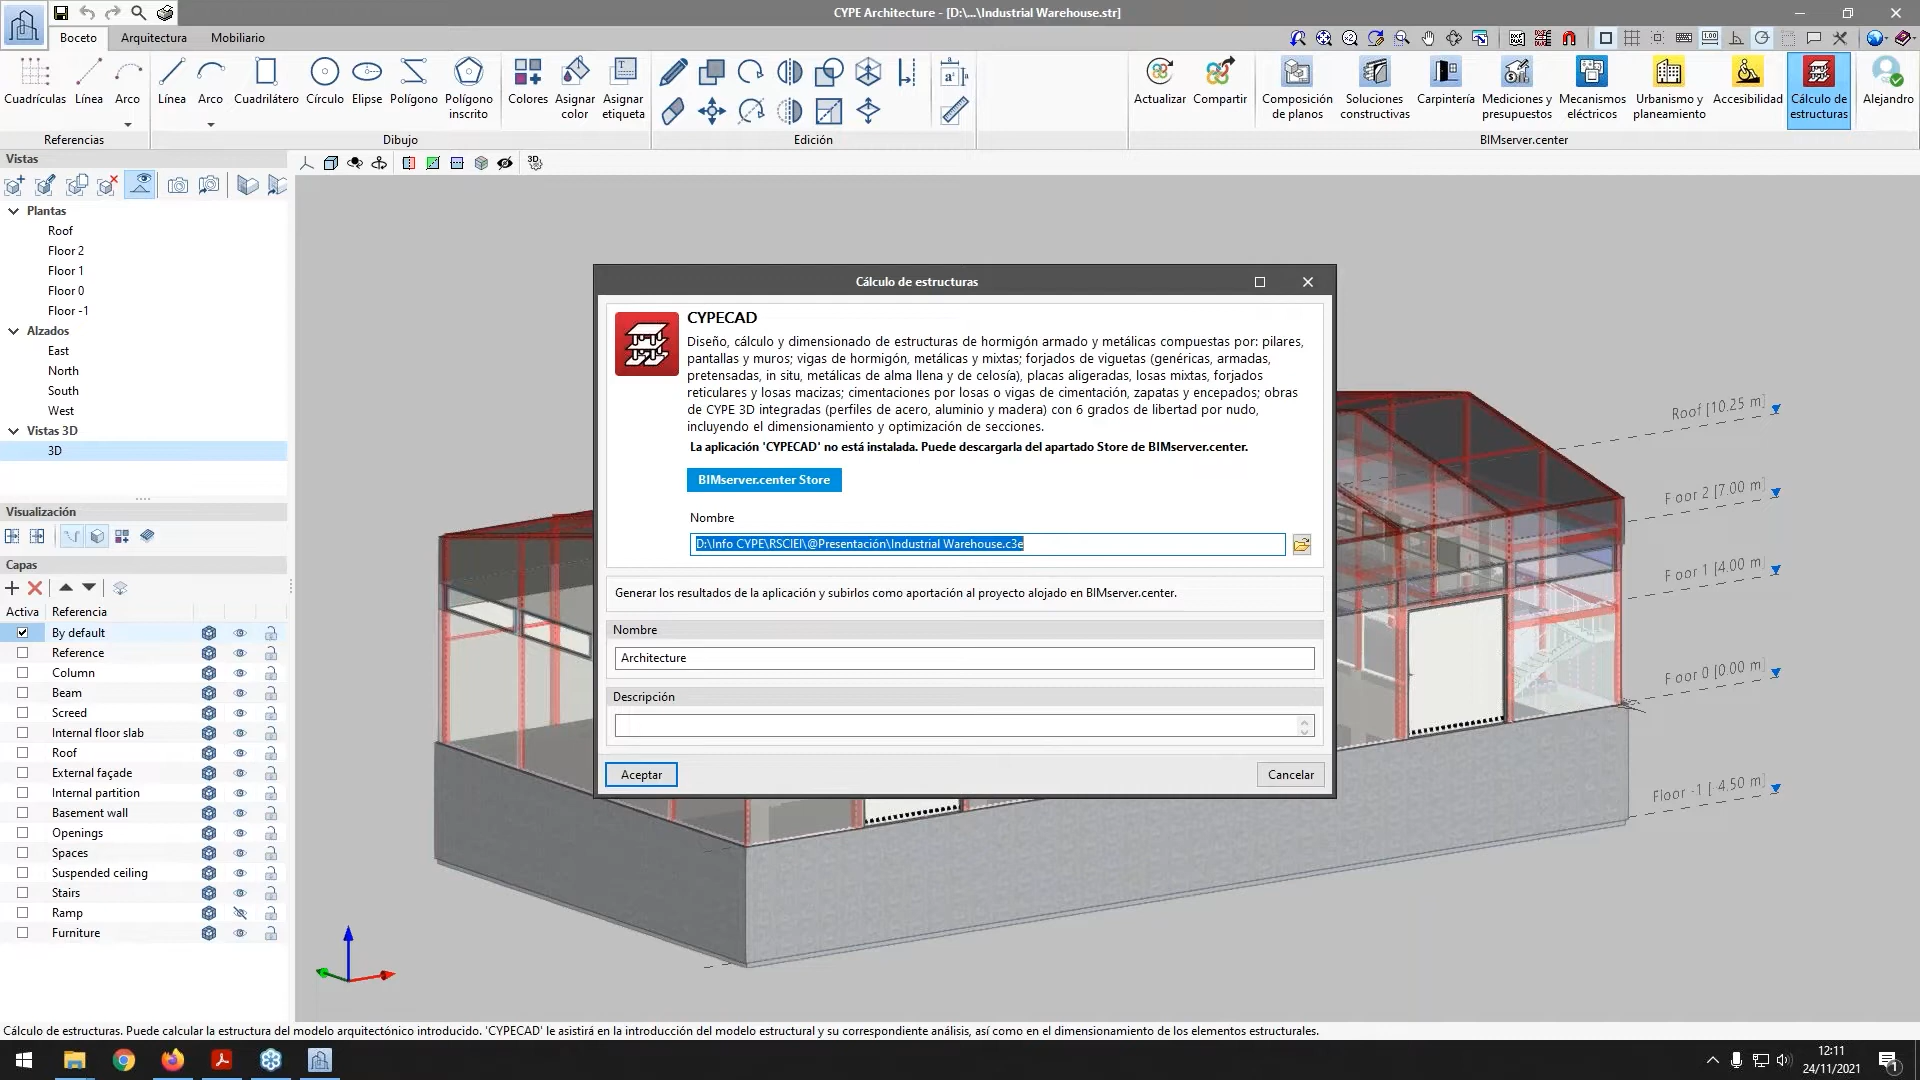 CYPE Architecture - [D:\...\Industrial Warehouse.str]
Boceto Arquitectura Mobiliario
Cuadrículas Línea Arco Línea Arco Cuadrilátero Círculo Elipse Polígono Polígono inscrito Colores Asignar color Asignar etiqueta Actualizar Compartir Composición de planos Soluciones constructivas Carpintería Mediciones y presupuestos Mecanismos eléctricos Urbanismo y planeamiento Accesibilidad Cálculo de estructuras Alejandro
Referencias Dibujo Edición BIMserver.center
Vistas
Plantas
Roof
Floor 2
Floor 1
Floor 0
Floor -1
Alzados
East
North
South
West
Vistas 3D
3D
Visualización
Capas
Activa Referencia
By default
Reference
Column
Beam
Screed
Internal floor slab
Roof
External façade
Internal partition
Basement wall
Openings
Spaces
Suspended ceiling
Stairs
Ramp
Furniture
3D
Cálculo de estructuras
CYPECAD
Diseño, cálculo y dimensionado de estructuras de hormigón armado y metálicas compuestas por: pilares,
pantallas y muros; vigas de hormigón, metálicas y mixtas; forjados de viguetas (genéricas, armadas,
pretensadas, in situ, metálicas de alma llena y de celosía), placas aligeradas, losas mixtas, forjados
reticulares y losas macizas; cimentaciones por losas o vigas de cimentación, zapatas y encepados; obras
de CYPE 3D integradas (perfiles de acero, aluminio y madera) con 6 grados de libertad por nudo,
incluyendo el dimensionamiento y optimización de secciones.
La aplicación 'CYPECAD' no está instalada. Puede descargarla del apartado Store de BIMserver.center.
BIMserver.center Store
Nombre
D:\Info CYPE\RSCIEI\@Presentación\Industrial Warehouse.c3e
Generar los resultados de la aplicación y subirlos como aportación al proyecto alojado en BIMserver.center.
Nombre
Architecture
Descripción
Aceptar Cancelar
Roof [10.25 m]
F oor 2 [7.00 m]
F oor 1 [4.00 m]
F oor 0 [0.00 m]
Floor -1 [ 4.50 m]
Cálculo de estructuras. Puede calcular la estructura del modelo arquitectónico introducido. 'CYPECAD' le asistirá en la introducción del modelo estructural y su correspondiente análisis, así como en el dimensionamiento de los elementos estructurales.
12:11
24/11/2021
1